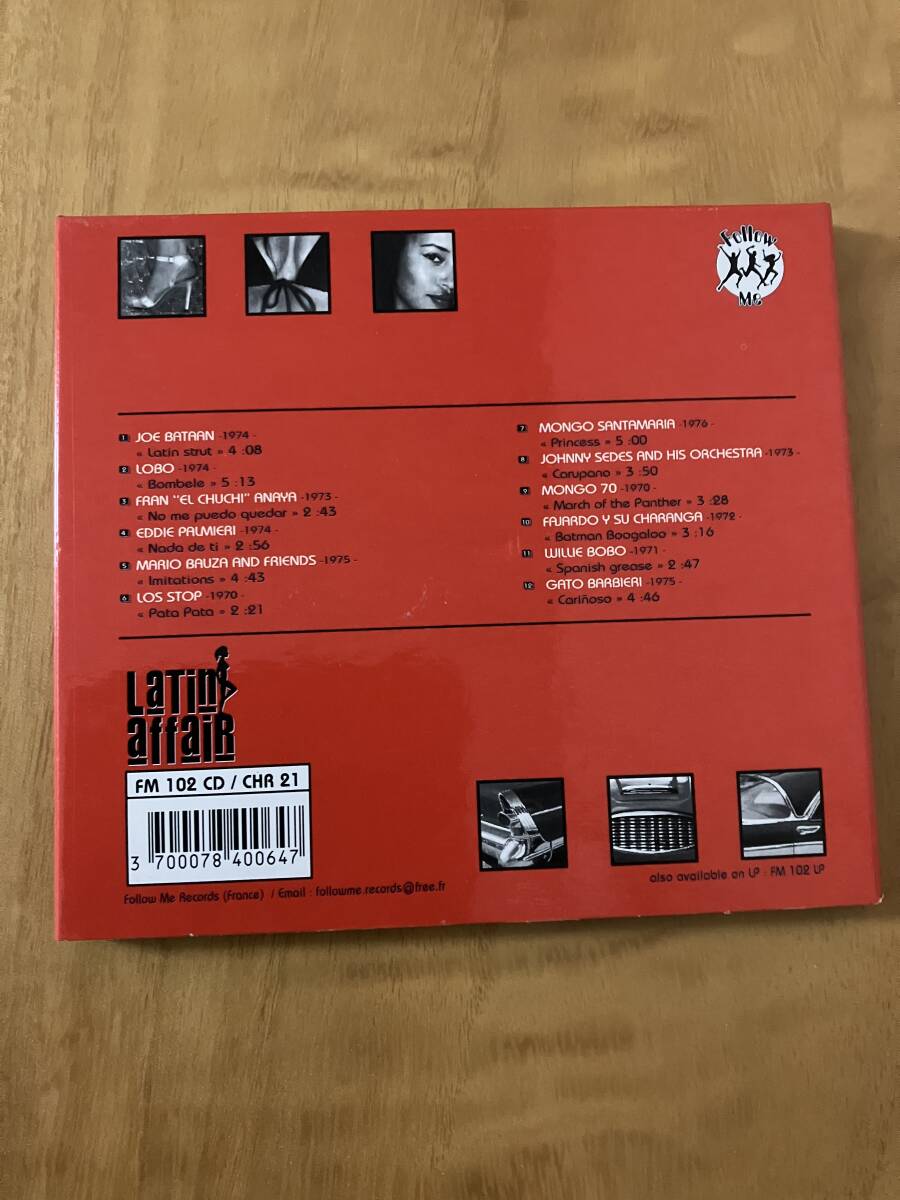 Follow
Me
1 JOE BATAAN -1974-
« Latin strut » 4 :08
2 LOBO -1974-
« Bombele » 5 :13
3 FRAN "EL CHUCHI" ANAYA -1973-
« No me puedo quedar » 2 :43
4 EDDIE PALMIERI -1974-
« Nada de ti » 2 :56
5 MARIO BAUZA AND FRIENDS -1975-
« Imitations » 4 :43
6 LOS STOP -1970-
« Pata Pata » 2 :21
7 MONGO SANTAMARIA -1976-
« Princess » 5 :00
8 JOHNNY SEDES AND HIS ORCHESTRA -1973-
« Carupano » 3 :50
9 MONGO 70 -1970-
« March of the Panther » 3 :28
10 FAJARDO Y SU CHARANGA -1972-
« Batman Boogaloo » 3 :16
11 WILLIE BOBO -1971-
« Spanish grease » 2 :47
12 GATO BARBIERI -1975-
« Cariñoso » 4 :46
Latin
affair
FM 102 CD / CHR 21
3 700078 400647
Follow Me Records (France) / Email : followme.records@free.fr
also available on LP : FM 102 LP